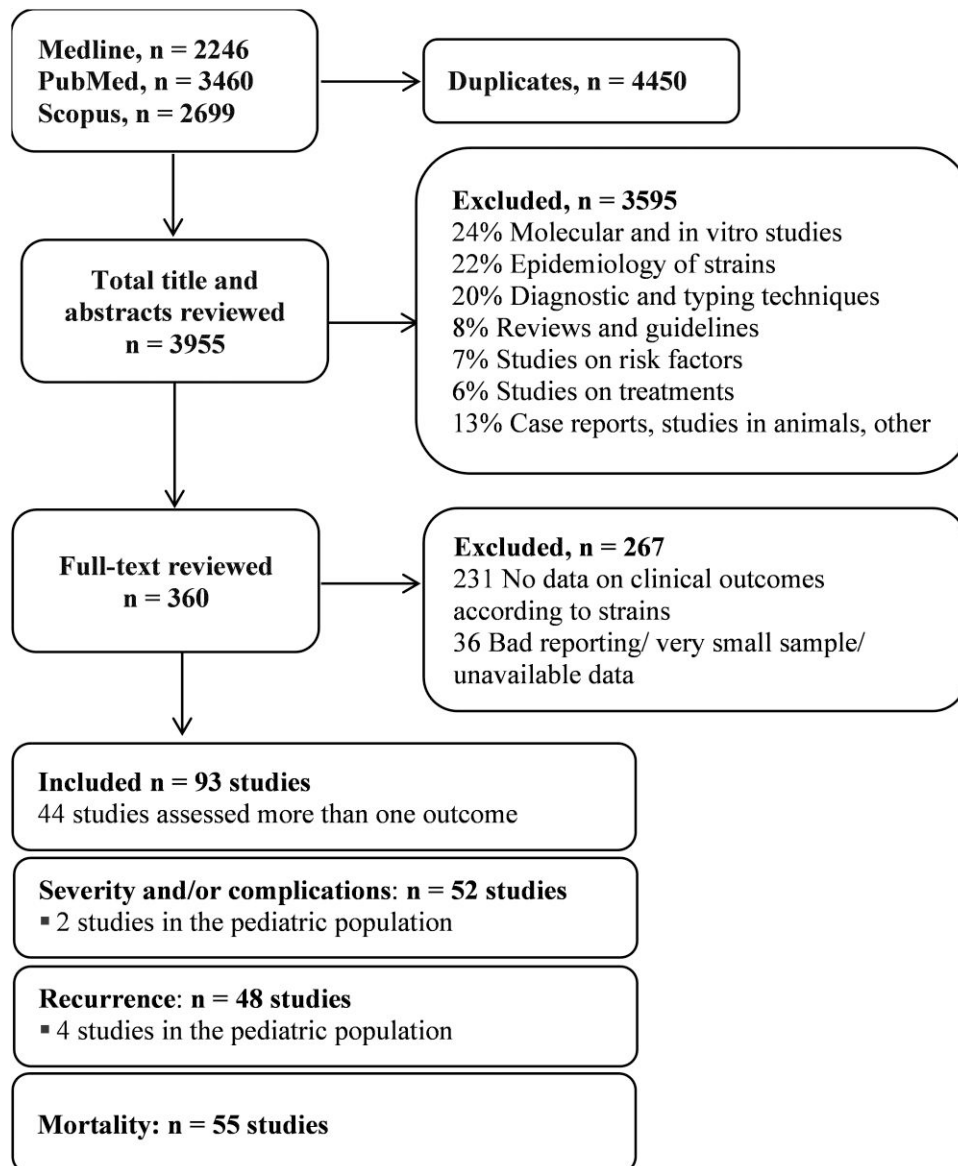 Medline, n = 2246
PubMed, n = 3460
Scopus, n = 2699
Duplicates, n = 4450
Excluded, n = 3595
24% Molecular and in vitro studies
22% Epidemiology of strains
20% Diagnostic and typing techniques
8% Reviews and guidelines
7% Studies on risk factors
6% Studies on treatments
13% Case reports, studies in animals, other
Total title and
abstracts reviewed
n = 3955
Full-text reviewed
n = 360
Excluded, n = 267
231 No data on clinical outcomes
according to strains
36 Bad reporting/ very small sample/
unavailable data
Included n = 93 studies
44 studies assessed more than one outcome
Severity and/or complications: n = 52 studies
▪ 2 studies in the pediatric population
Recurrence: n = 48 studies
▪ 4 studies in the pediatric population
Mortality: n = 55 studies